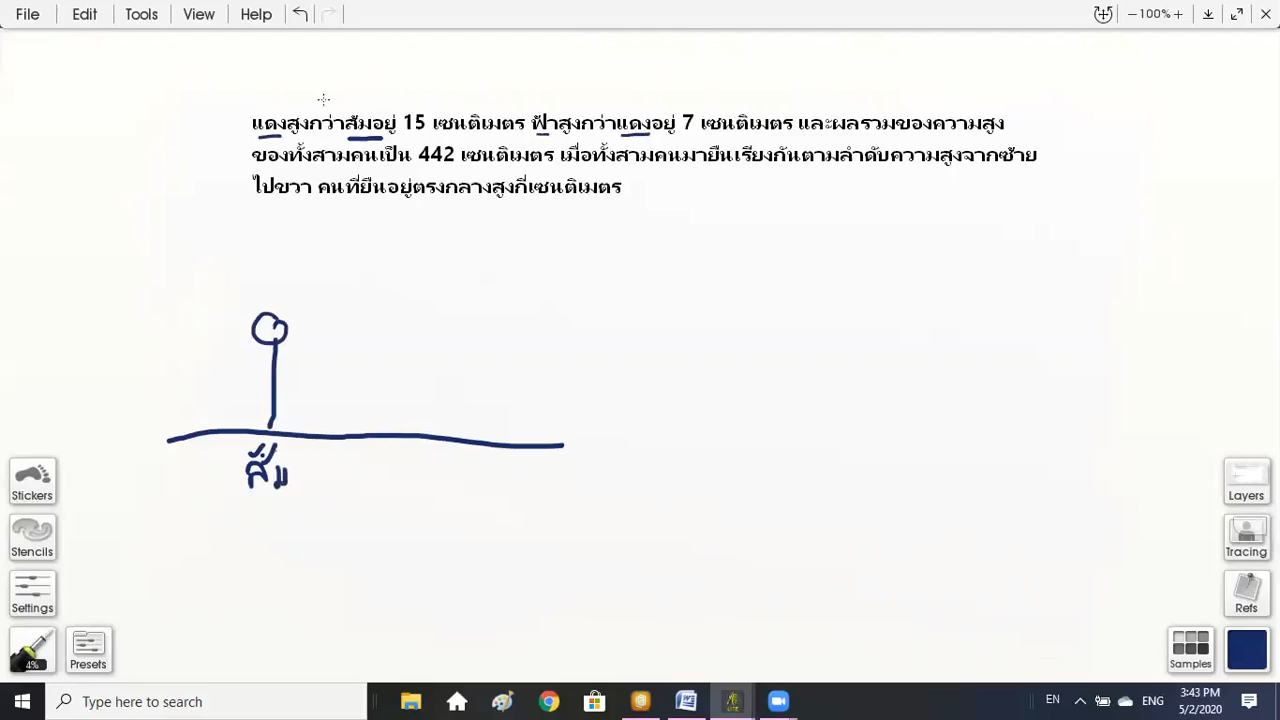 File Edit Tools View Help
−100%+
แดงสูงกว่าส้มอยู่ 15 เซนติเมตร ฟ้าสูงกว่าแดงอยู่ 7 เซนติเมตร และผลรวมของความสูง
ของทั้งสามคนเป็น 442 เซนติเมตร เมื่อทั้งสามคนมายืนเรียงกันตามลำดับความสูงจากซ้าย
ไปขวา คนที่ยืนอยู่ตรงกลางสูงกี่เซนติเมตร
ส้ม
Stickers
Layers
Stencils
Tracing
Settings
Refs
4%
Presets
Samples
Type here to search
EN
ENG
3:43 PM
5/2/2020